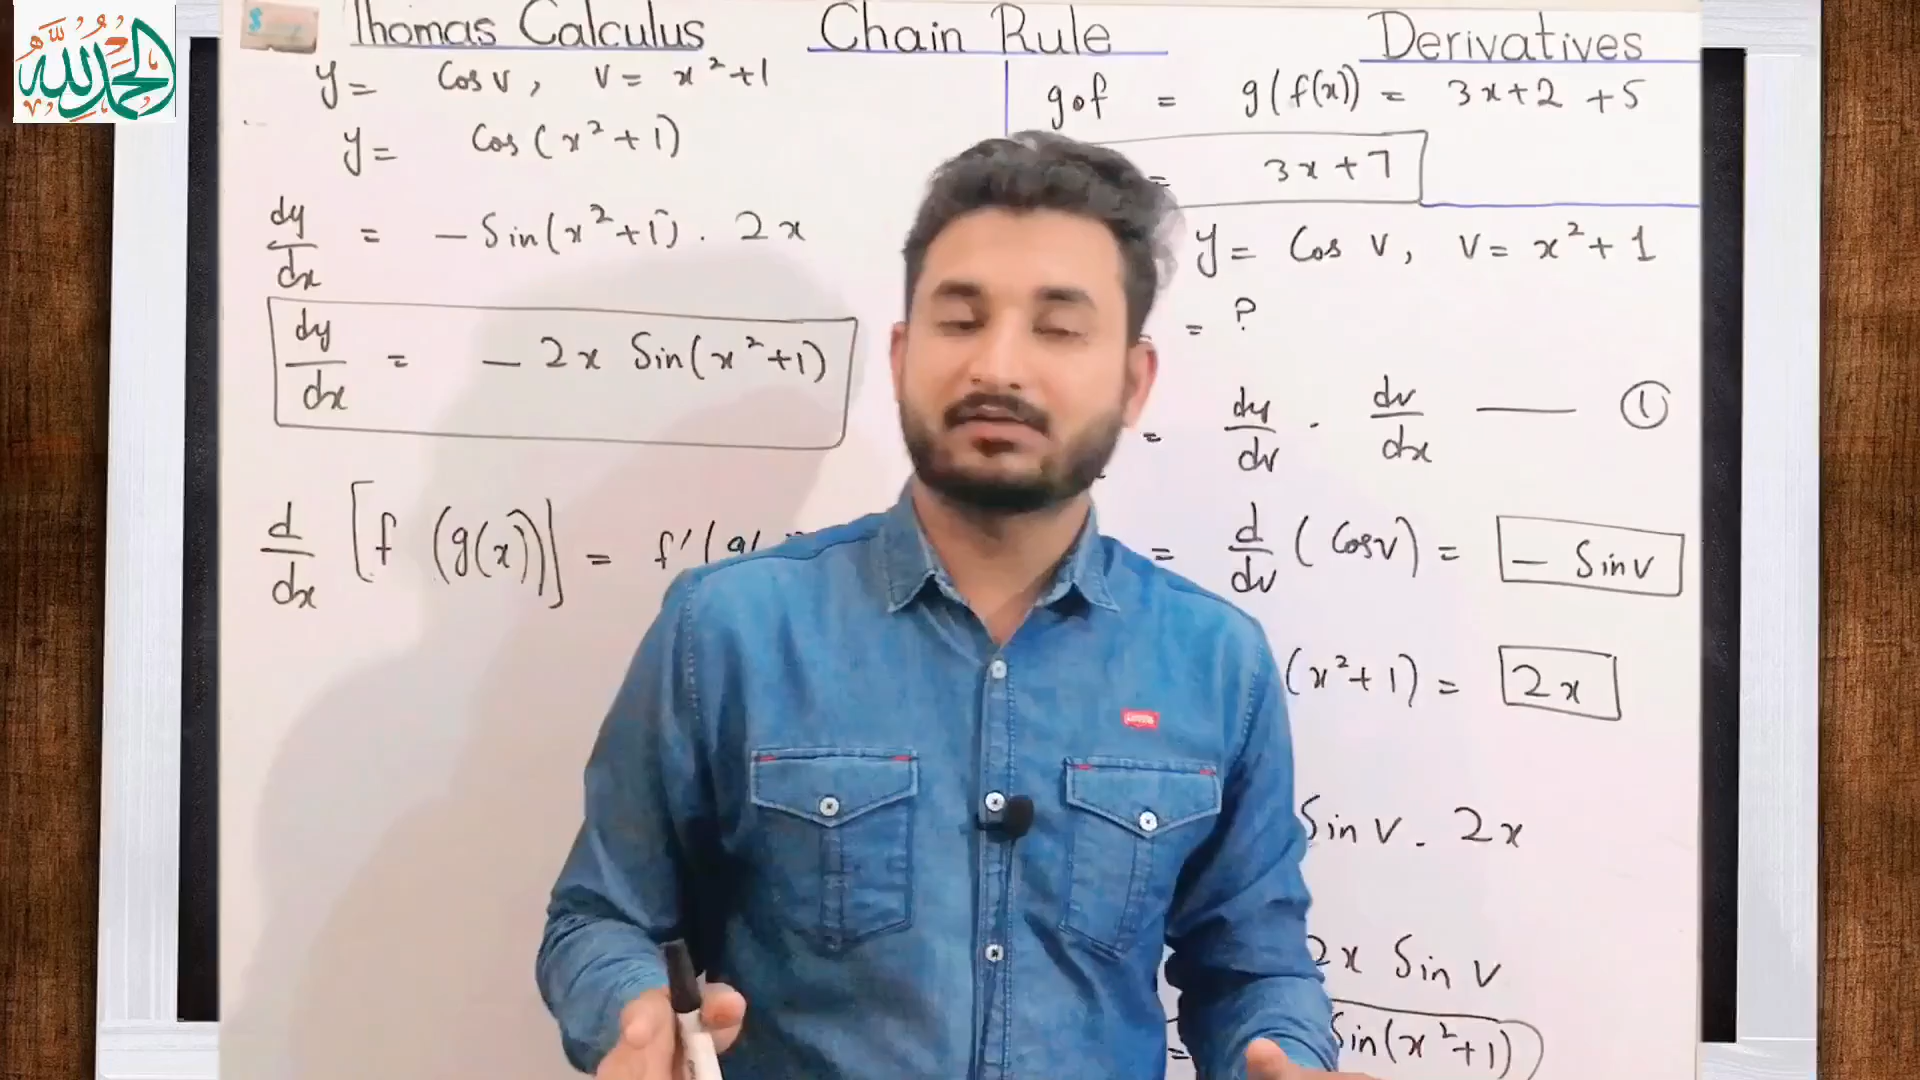 الحمد لله
Thomas Calculus Chain Rule Derivatives
y = Cos v, v = x² + 1
y = Cos (x² + 1)
dy/dx = - Sin(x² + 1) . 2x
dy/dx = - 2x Sin(x² + 1)
d/dx [f (g(x))] = f'(g(
gof = g(f(x)) = 3x+2 +5
= 3x + 7
y = Cos v, v = x² + 1
= ?
= dy/dv . dv/dx — ①
= d/dv (Cos v) = - Sin v
(x² + 1) = 2x
Sin v . 2x
2x Sin v
= Sin(x² + 1)